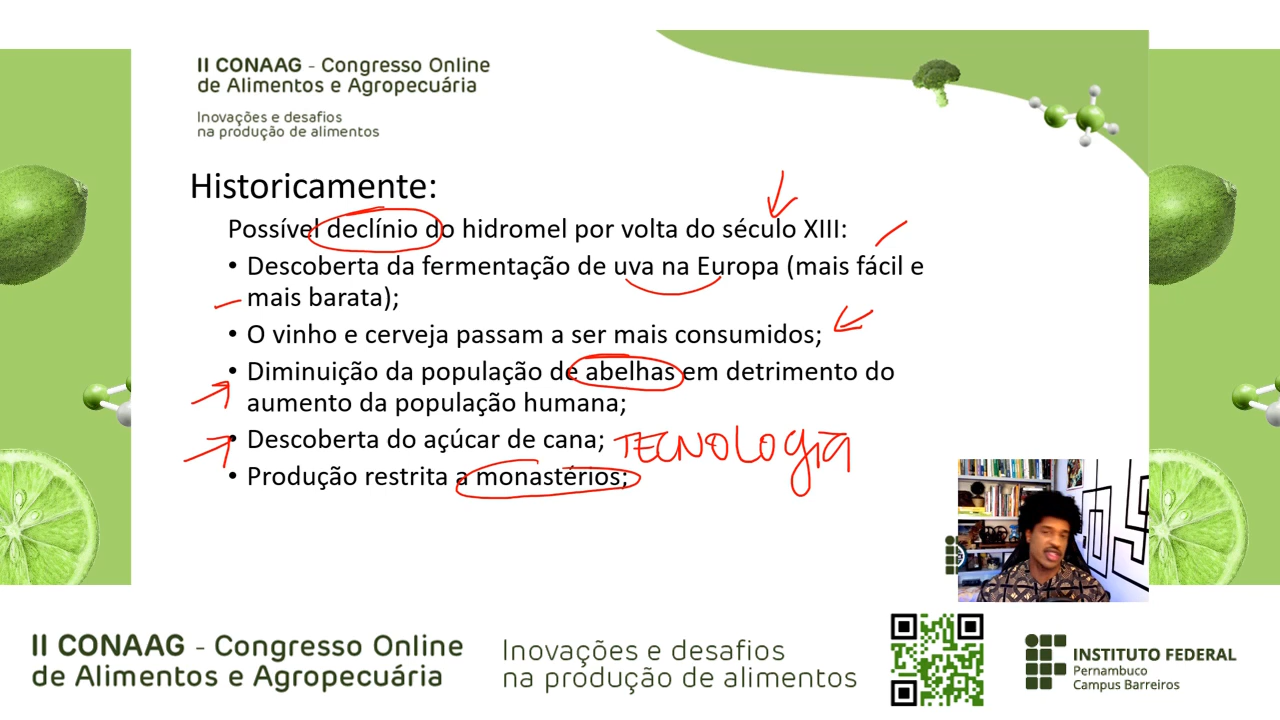 II CONAAG - Congresso Online
de Alimentos e Agropecuária
Inovações e desafios
na produção de alimentos
Historicamente:
Possível declínio do hidromel por volta do século XIII:
• Descoberta da fermentação de uva na Europa (mais fácil e
mais barata);
• O vinho e cerveja passam a ser mais consumidos;
• Diminuição da população de abelhas em detrimento do
aumento da população humana;
• Descoberta do açúcar de cana; TECNOLOgiA
• Produção restrita a monastérios;
II CONAAG - Congresso Online
de Alimentos e Agropecuária
Inovações e desafios
na produção de alimentos
INSTITUTO FEDERAL
Pernambuco
Campus Barreiros